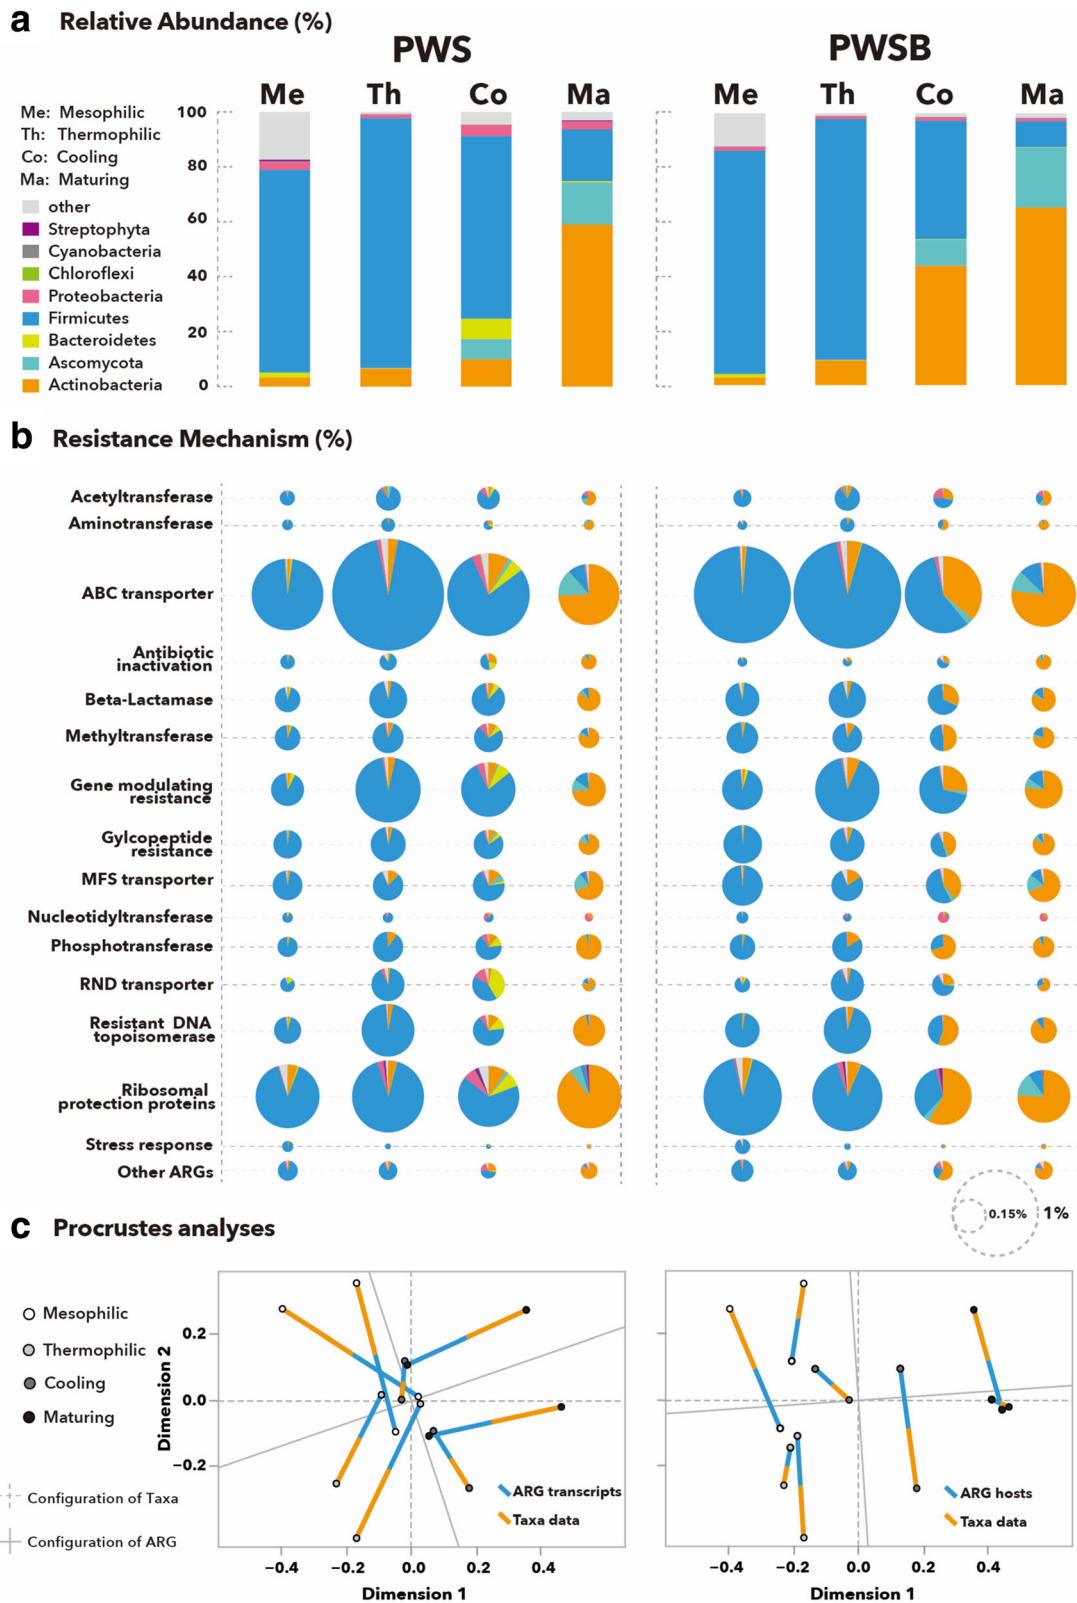 a Relative Abundance (%)
PWS PWSB
Me Th Co Ma Me Th Co Ma
Me: Mesophilic
Th: Thermophilic
Co: Cooling
Ma: Maturing
other
Streptophyta
Cyanobacteria
Chloroflexi
Proteobacteria
Firmicutes
Bacteroidetes
Ascomycota
Actinobacteria
100
80
60
40
20
0
b Resistance Mechanism (%)
Acetyltransferase
Aminotransferase
ABC transporter
Antibiotic
inactivation
Beta-Lactamase
Methyltransferase
Gene modulating
resistance
Gylcopeptide
resistance
MFS transporter
Nucleotidyltransferase
Phosphotransferase
RND transporter
Resistant DNA
topoisomerase
Ribosomal
protection proteins
Stress response
Other ARGs
0.15% 1%
c Procrustes analyses
Mesophilic
Thermophilic
Cooling
Maturing
Configuration of Taxa
Configuration of ARG
Dimension 2
0.2
0.0
−0.2
ARG transcripts
Taxa data
−0.4 −0.2 0.0 0.2 0.4
Dimension 1
ARG hosts
Taxa data
−0.4 −0.2 0.0 0.2 0.4
Dimension 1